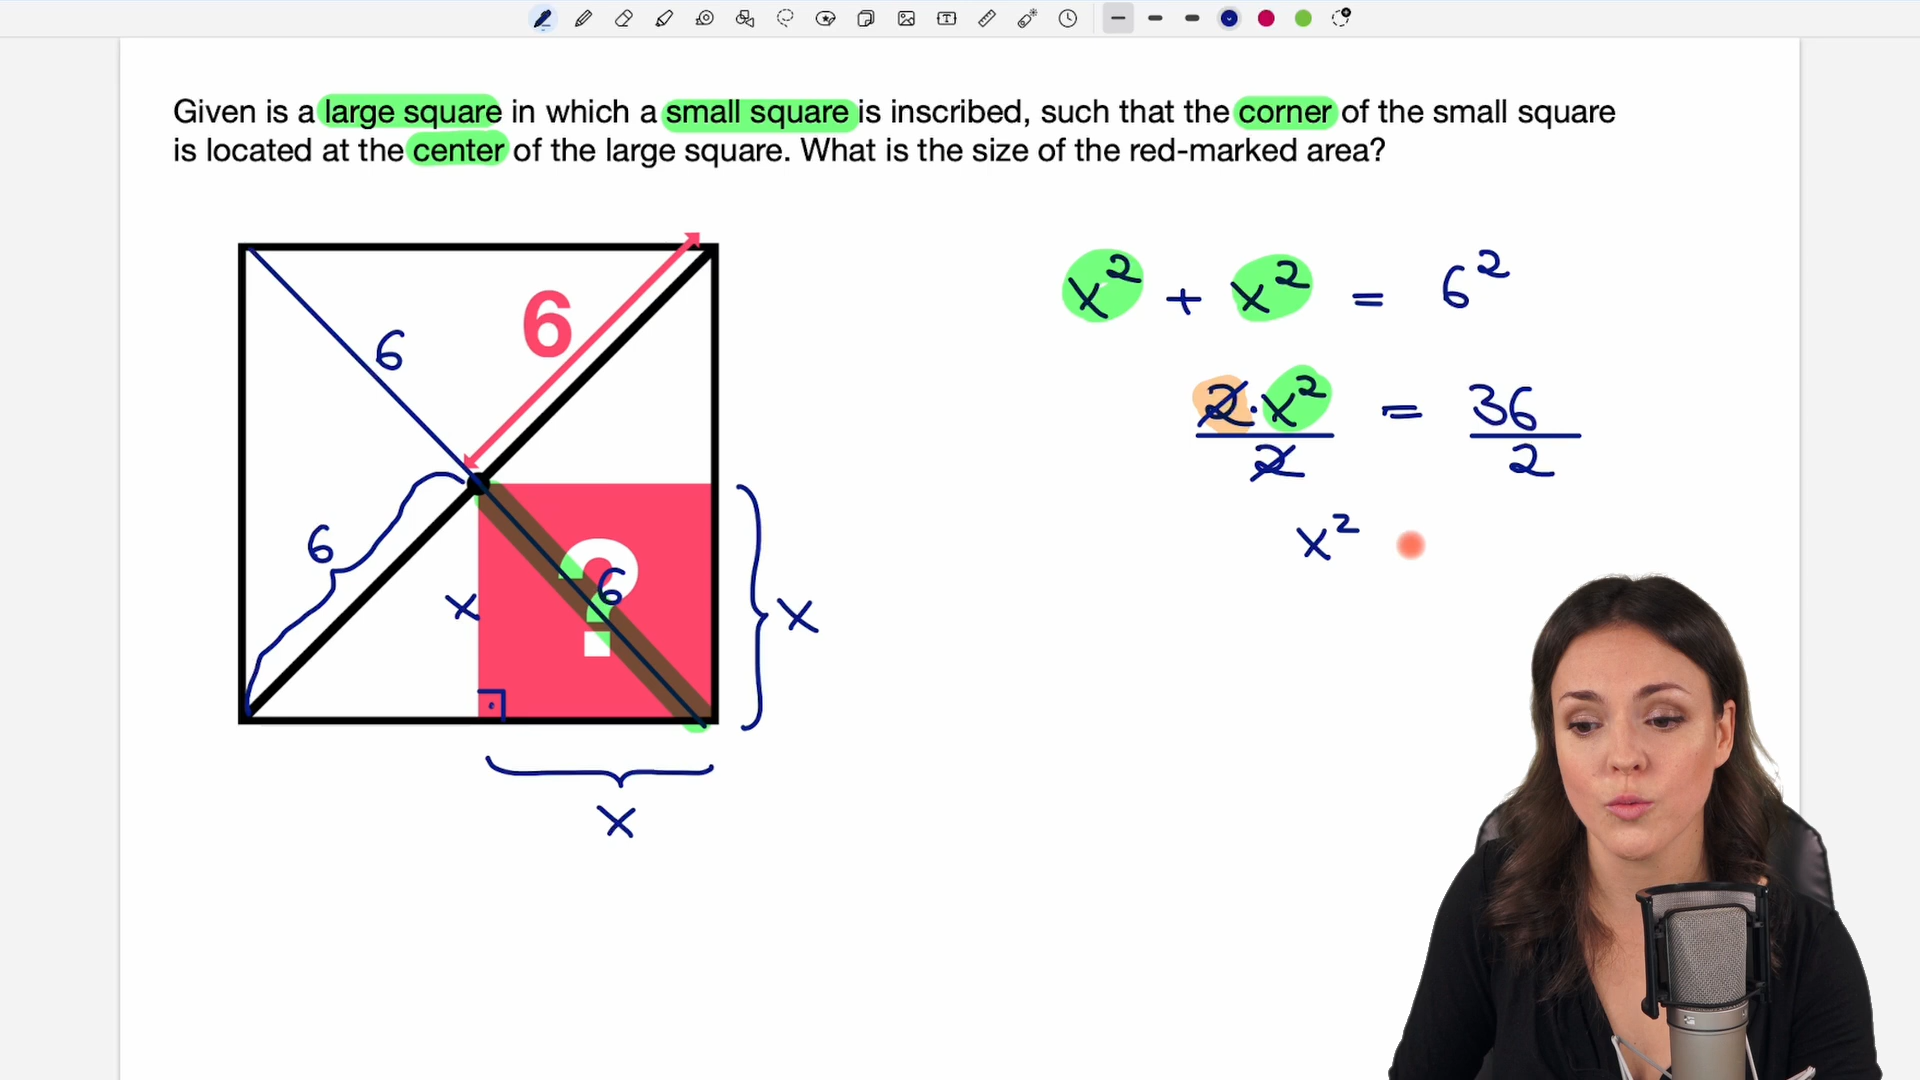 Given is a large square in which a small square is inscribed, such that the corner of the small square
is located at the center of the large square. What is the size of the red-marked area?
x² + x² = 6²
6
6
2·x² = 36
2 2
6
x²
?
6
x
x
x